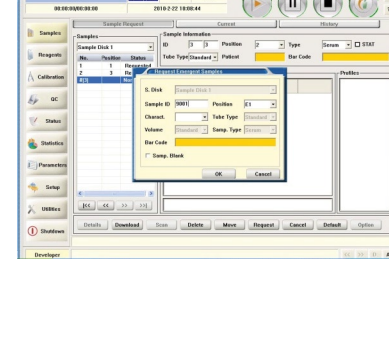 00:00:00/00:00:00 2010-2-22 18:08:44
Sample Request Current History
Samples
Reagents
Calibration
QC
Status
Statistics
Parameters
Setup
Utilities
Shutdown
Samples
Sample Disk 1
No. Position Status
1 1 Requested
2 3
#(3)
|<< << >> >>|
Sample Information
ID 3 3 Position 2 Type Serum STAT
Tube Type Standard Patient Bar Code
Profiles
Request Emergent Samples
S. Disk Sample Disk 1
Sample ID 9001 Position E1
Charact. Tube Type Standard
Volume Standard Samp. Type Serum
Bar Code
Samp. Blank
OK Cancel
Details Download Scan Delete Move Request Cancel Default Option
Developer << >> II